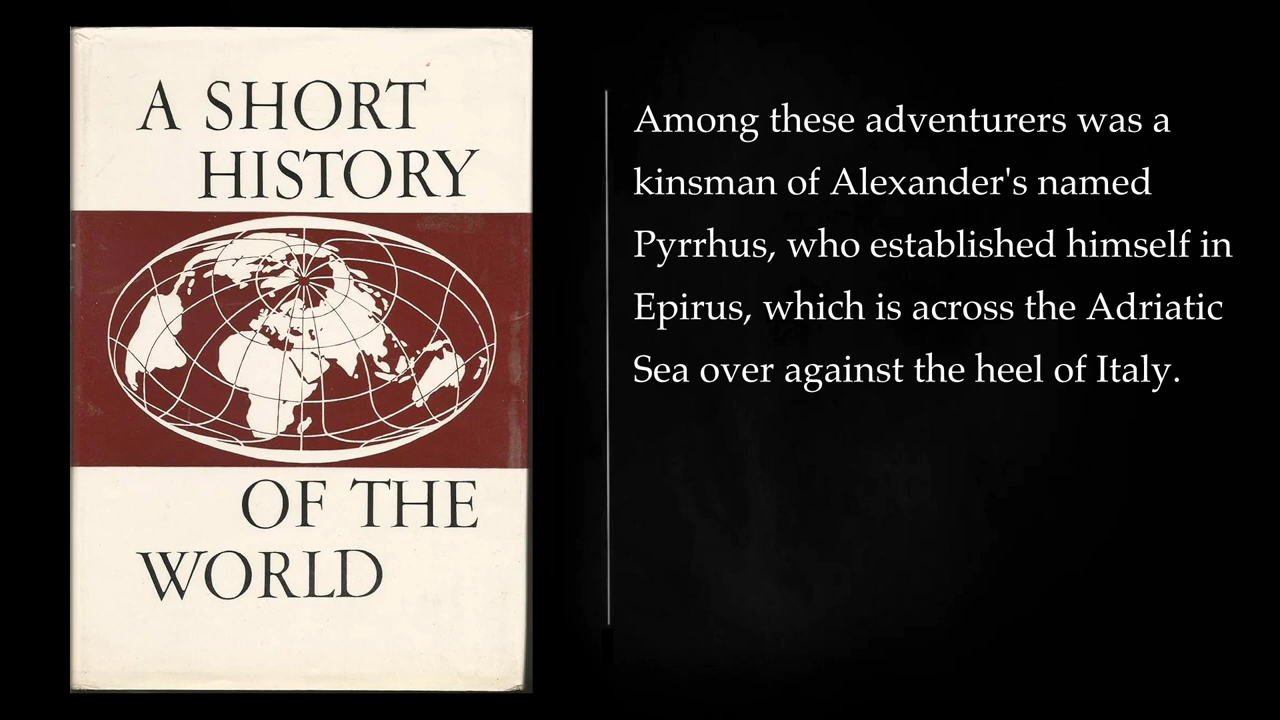 A SHORT
HISTORY
OF THE
WORLD
Among these adventurers was a
kinsman of Alexander's named
Pyrrhus, who established himself in
Epirus, which is across the Adriatic
Sea over against the heel of Italy.